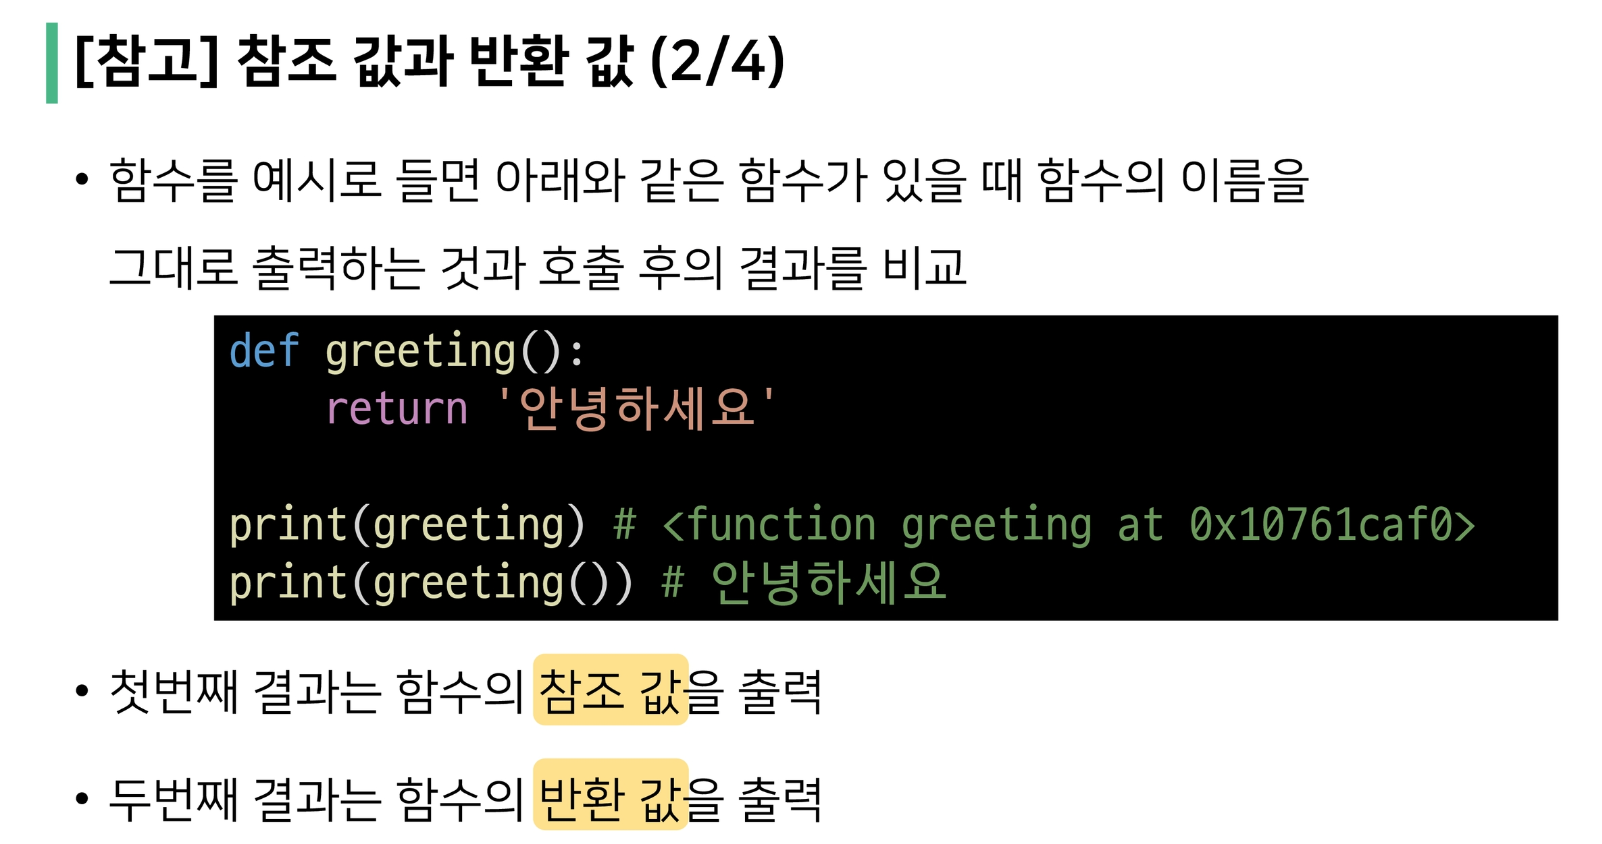 [참고] 참조 값과 반환 값 (2/4)
• 함수를 예시로 들면 아래와 같은 함수가 있을 때 함수의 이름을
그대로 출력하는 것과 호출 후의 결과를 비교
def greeting():
    return '안녕하세요'
print(greeting) # <function greeting at 0x10761caf0>
print(greeting()) # 안녕하세요
• 첫번째 결과는 함수의 참조 값을 출력
• 두번째 결과는 함수의 반환 값을 출력